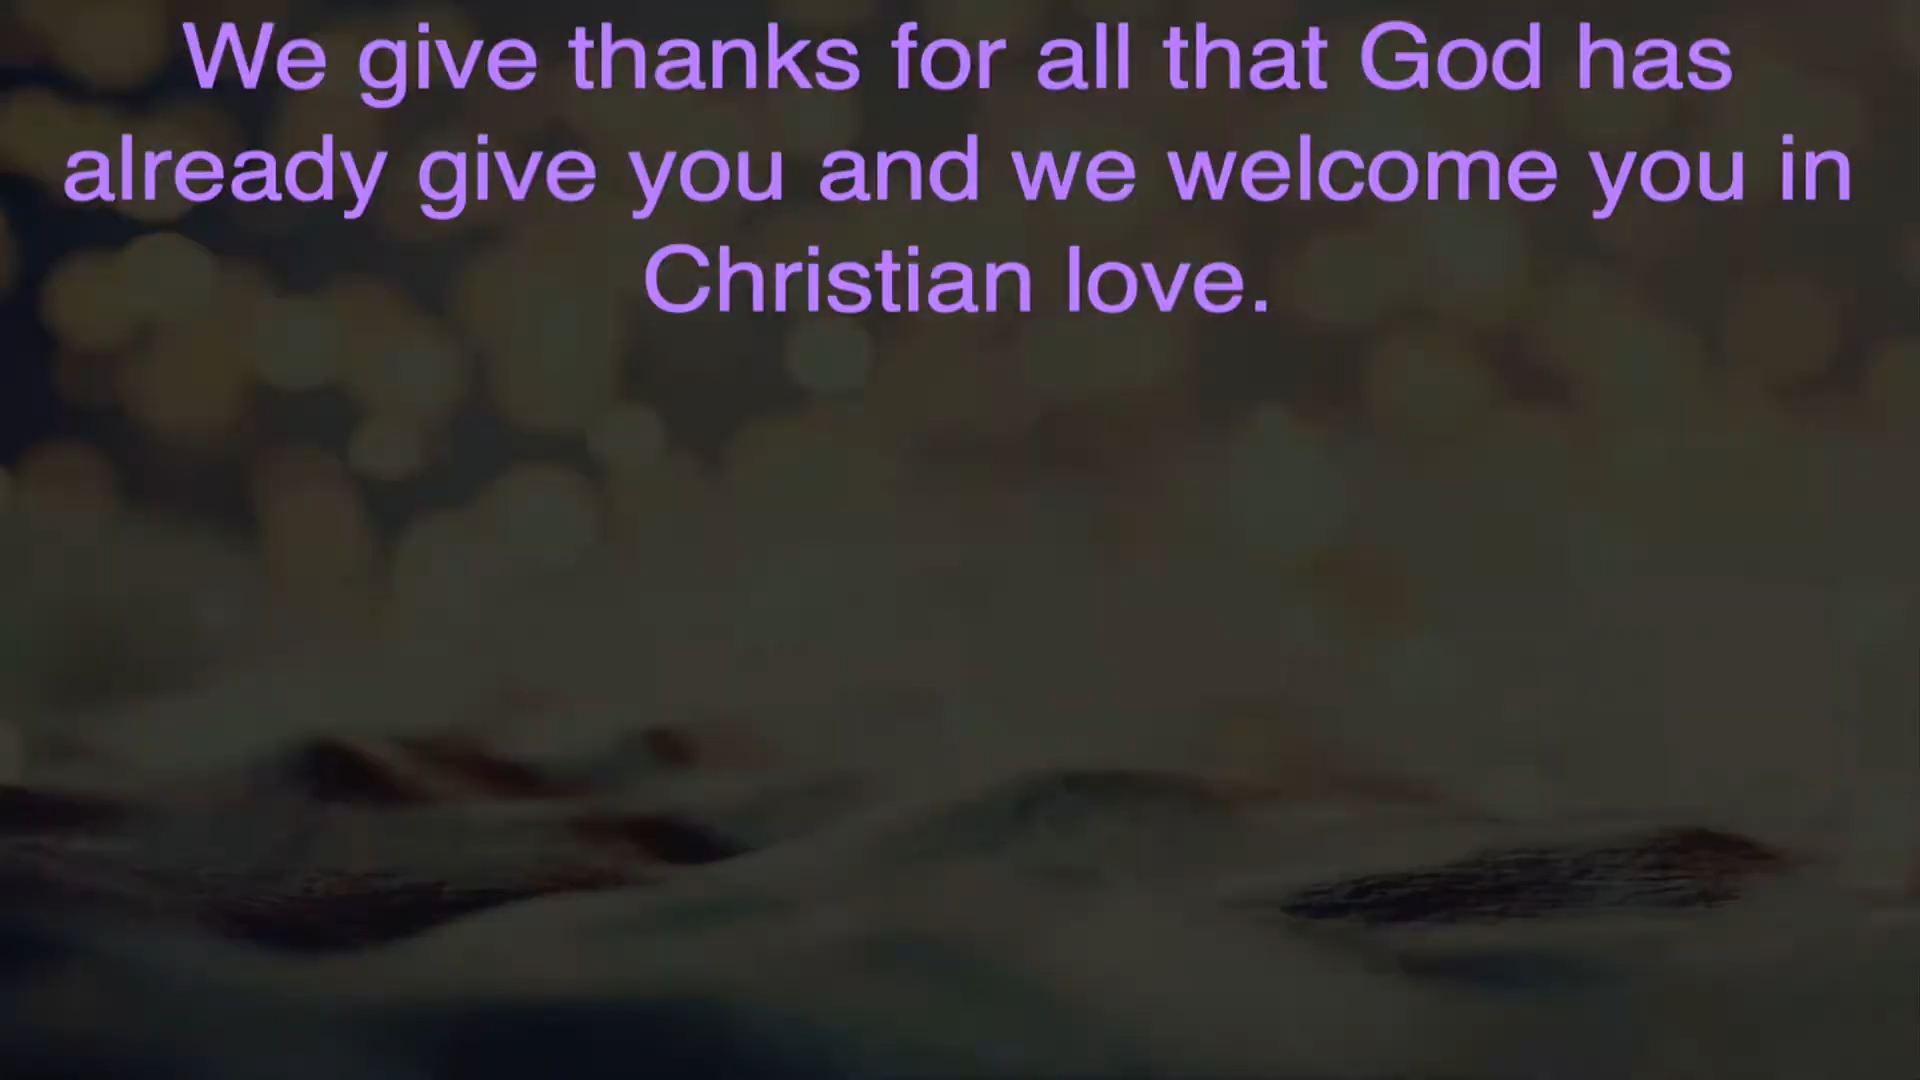 We give thanks for all that God has
already give you and we welcome you in
Christian love.